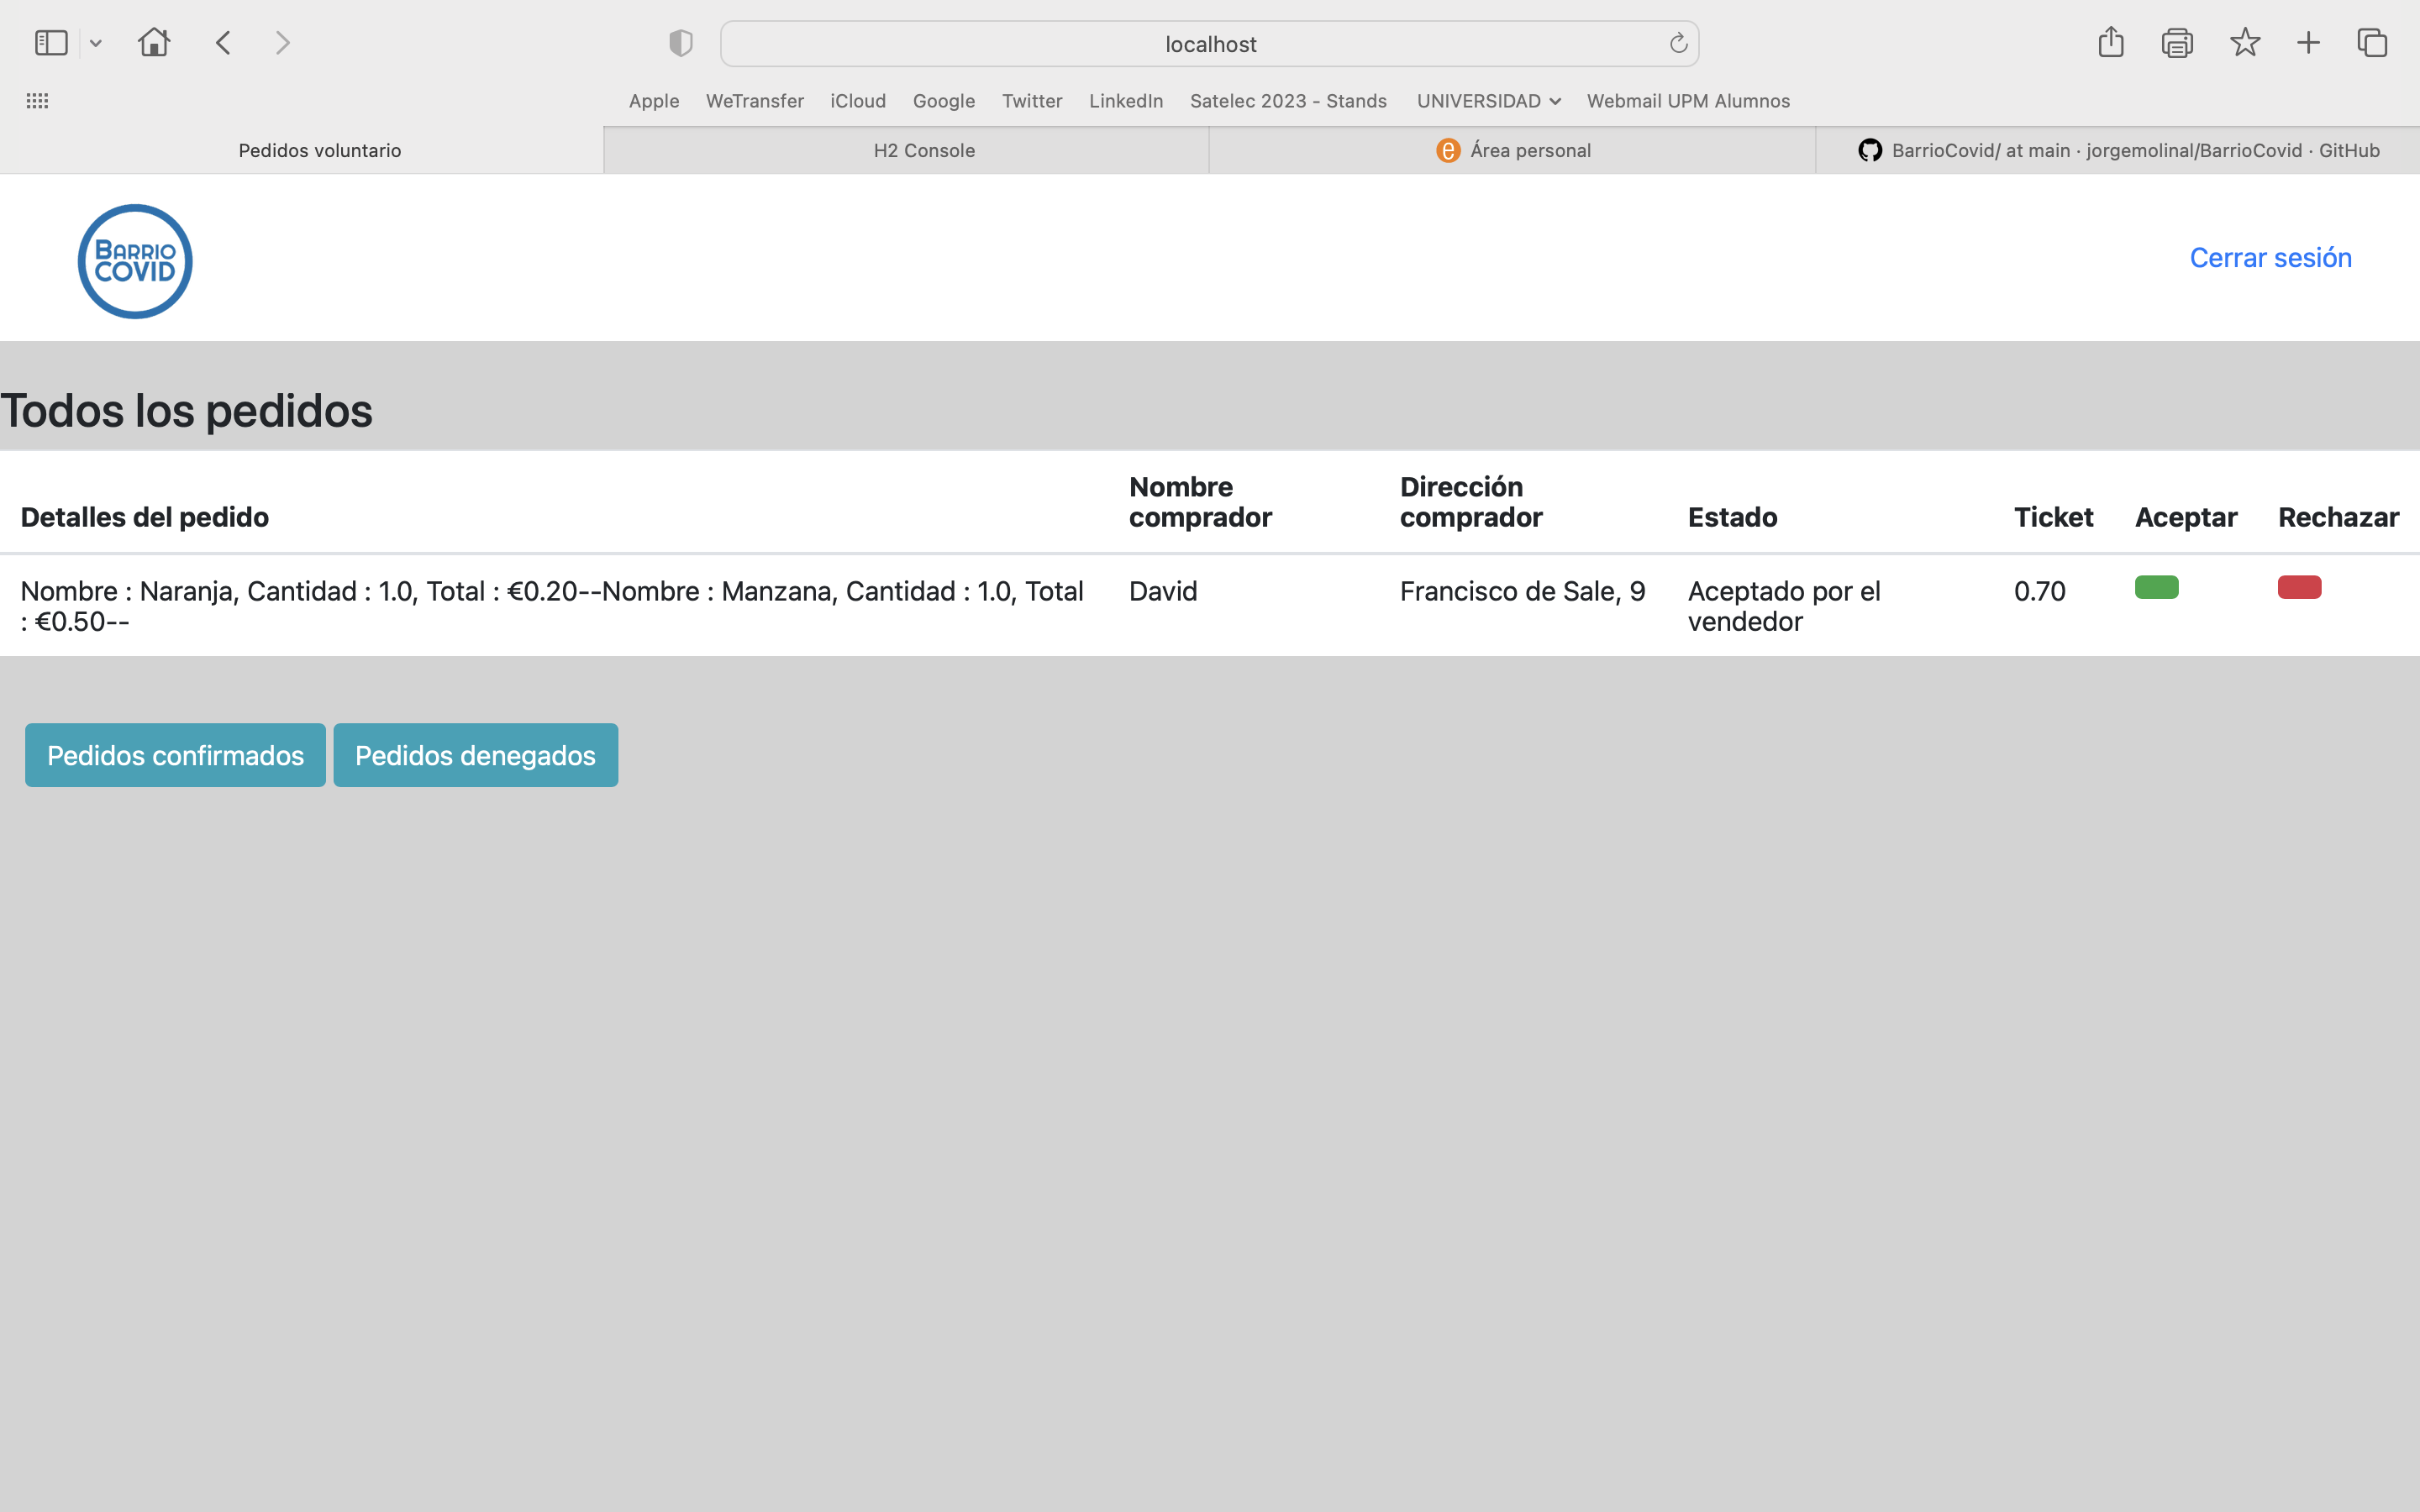 localhost
Apple WeTransfer iCloud Google Twitter LinkedIn Satelec 2023 - Stands UNIVERSIDAD Webmail UPM Alumnos
Pedidos voluntario H2 Console e Área personal BarrioCovid/ at main · jorgemolinal/BarrioCovid · GitHub
BARRIO
COVID
Cerrar sesión
Todos los pedidos
Detalles del pedido Nombre comprador Dirección comprador Estado Ticket Aceptar Rechazar
Nombre : Naranja, Cantidad : 1.0, Total : €0.20--Nombre : Manzana, Cantidad : 1.0, Total David Francisco de Sale, 9 Aceptado por el 0.70
: €0.50-- vendedor
Pedidos confirmados Pedidos denegados